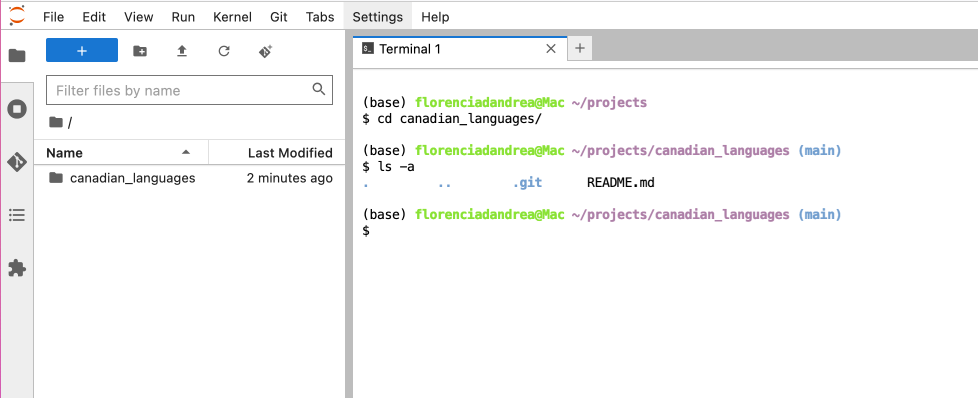 File Edit View Run Kernel Git Tabs Settings Help
+
Filter files by name
/
Name Last Modified
canadian_languages 2 minutes ago
$_ Terminal 1 × +
(base) florenciadandrea@Mac ~/projects
$ cd canadian_languages/
(base) florenciadandrea@Mac ~/projects/canadian_languages (main)
$ ls -a
. .. .git README.md
(base) florenciadandrea@Mac ~/projects/canadian_languages (main)
$